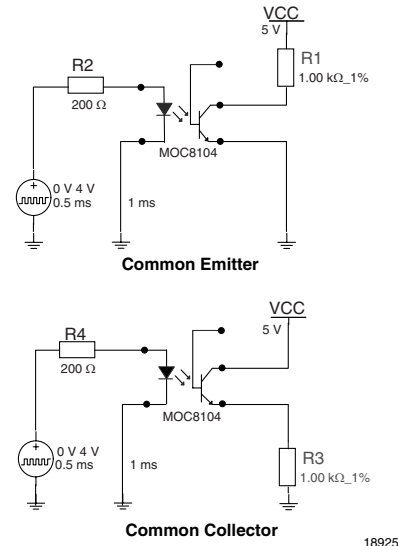 VCC
5 V
R1
1.00 kΩ_1%
R2
200 Ω
MOC8104
0 V 4 V
0.5 ms
1 ms
Common Emitter
VCC
5 V
R4
200 Ω
MOC8104
0 V 4 V
0.5 ms
1 ms
R3
1.00 kΩ_1%
Common Collector
18925